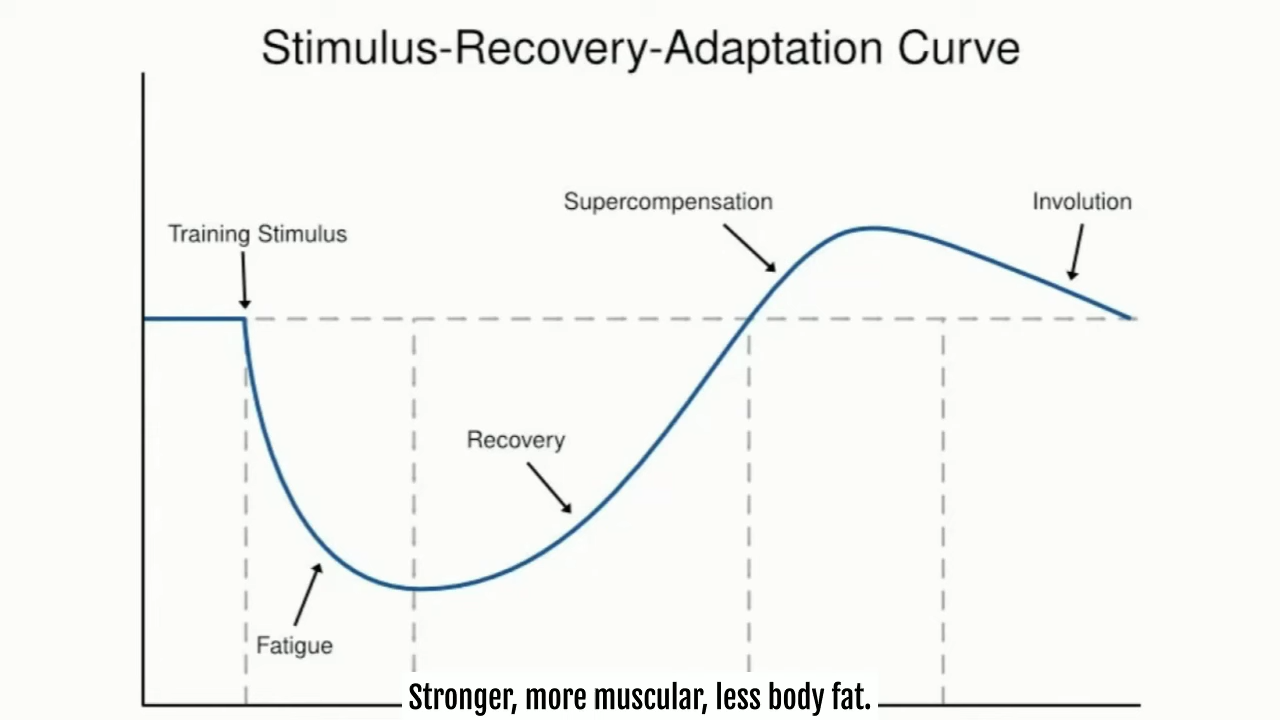 Stimulus-Recovery-Adaptation Curve
Supercompensation
Involution
Training Stimulus
Recovery
Fatigue
Stronger, more muscular, less body fat.